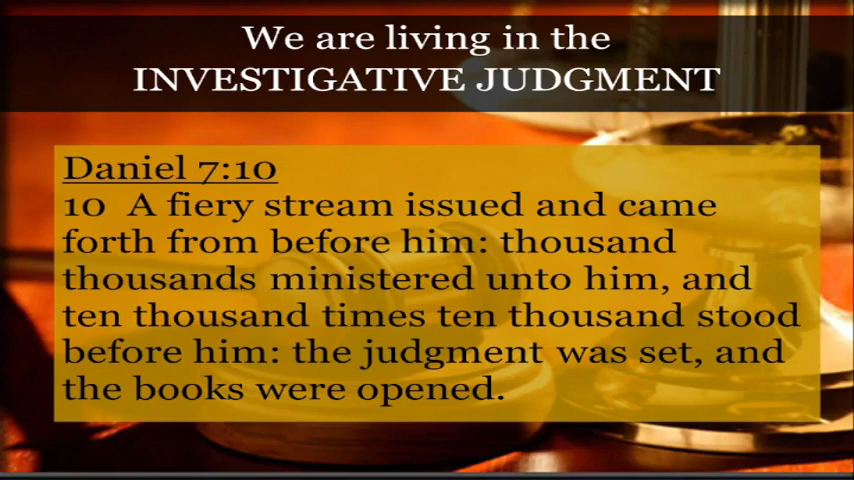 We are living in the
INVESTIGATIVE JUDGMENT
Daniel 7:10
10  A fiery stream issued and came
forth from before him: thousand
thousands ministered unto him, and
ten thousand times ten thousand stood
before him: the judgment was set, and
the books were opened.